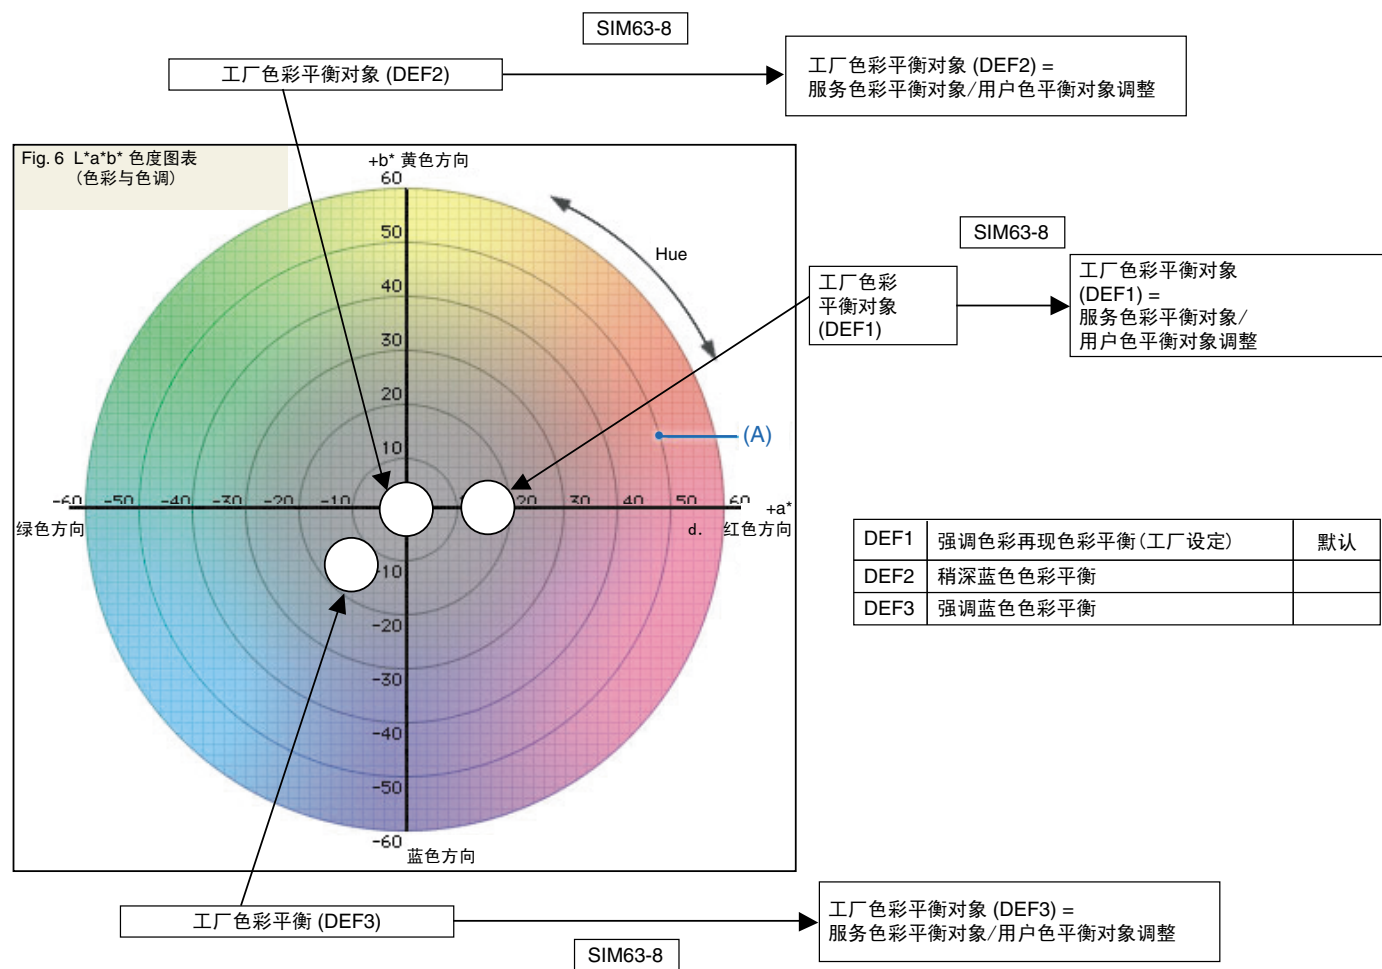 SIM63-8
工厂色彩平衡对象 (DEF2)
工厂色彩平衡对象 (DEF2) =
服务色彩平衡对象/用户色平衡对象调整
Fig. 6 L*a*b* 色度图表
(色彩与色调)
+b* 黄色方向
60
50
40
30
20
10
Hue
SIM63-8
工厂色彩
平衡对象
(DEF1)
工厂色彩平衡对象
(DEF1) =
服务色彩平衡对象/
用户色平衡对象调整
(A)
-60 -50 -40 -30 -20 -10 20 30 40 50 60
+a*
绿色方向
d. 红色方向
-10
-20
-30
-40
-50
-60
蓝色方向
DEF1 强调色彩再现色彩平衡(工厂设定) 默认
DEF2 稍深蓝色色彩平衡
DEF3 强调蓝色色彩平衡
工厂色彩平衡 (DEF3)
工厂色彩平衡对象 (DEF3) =
服务色彩平衡对象/用户色平衡对象调整
SIM63-8